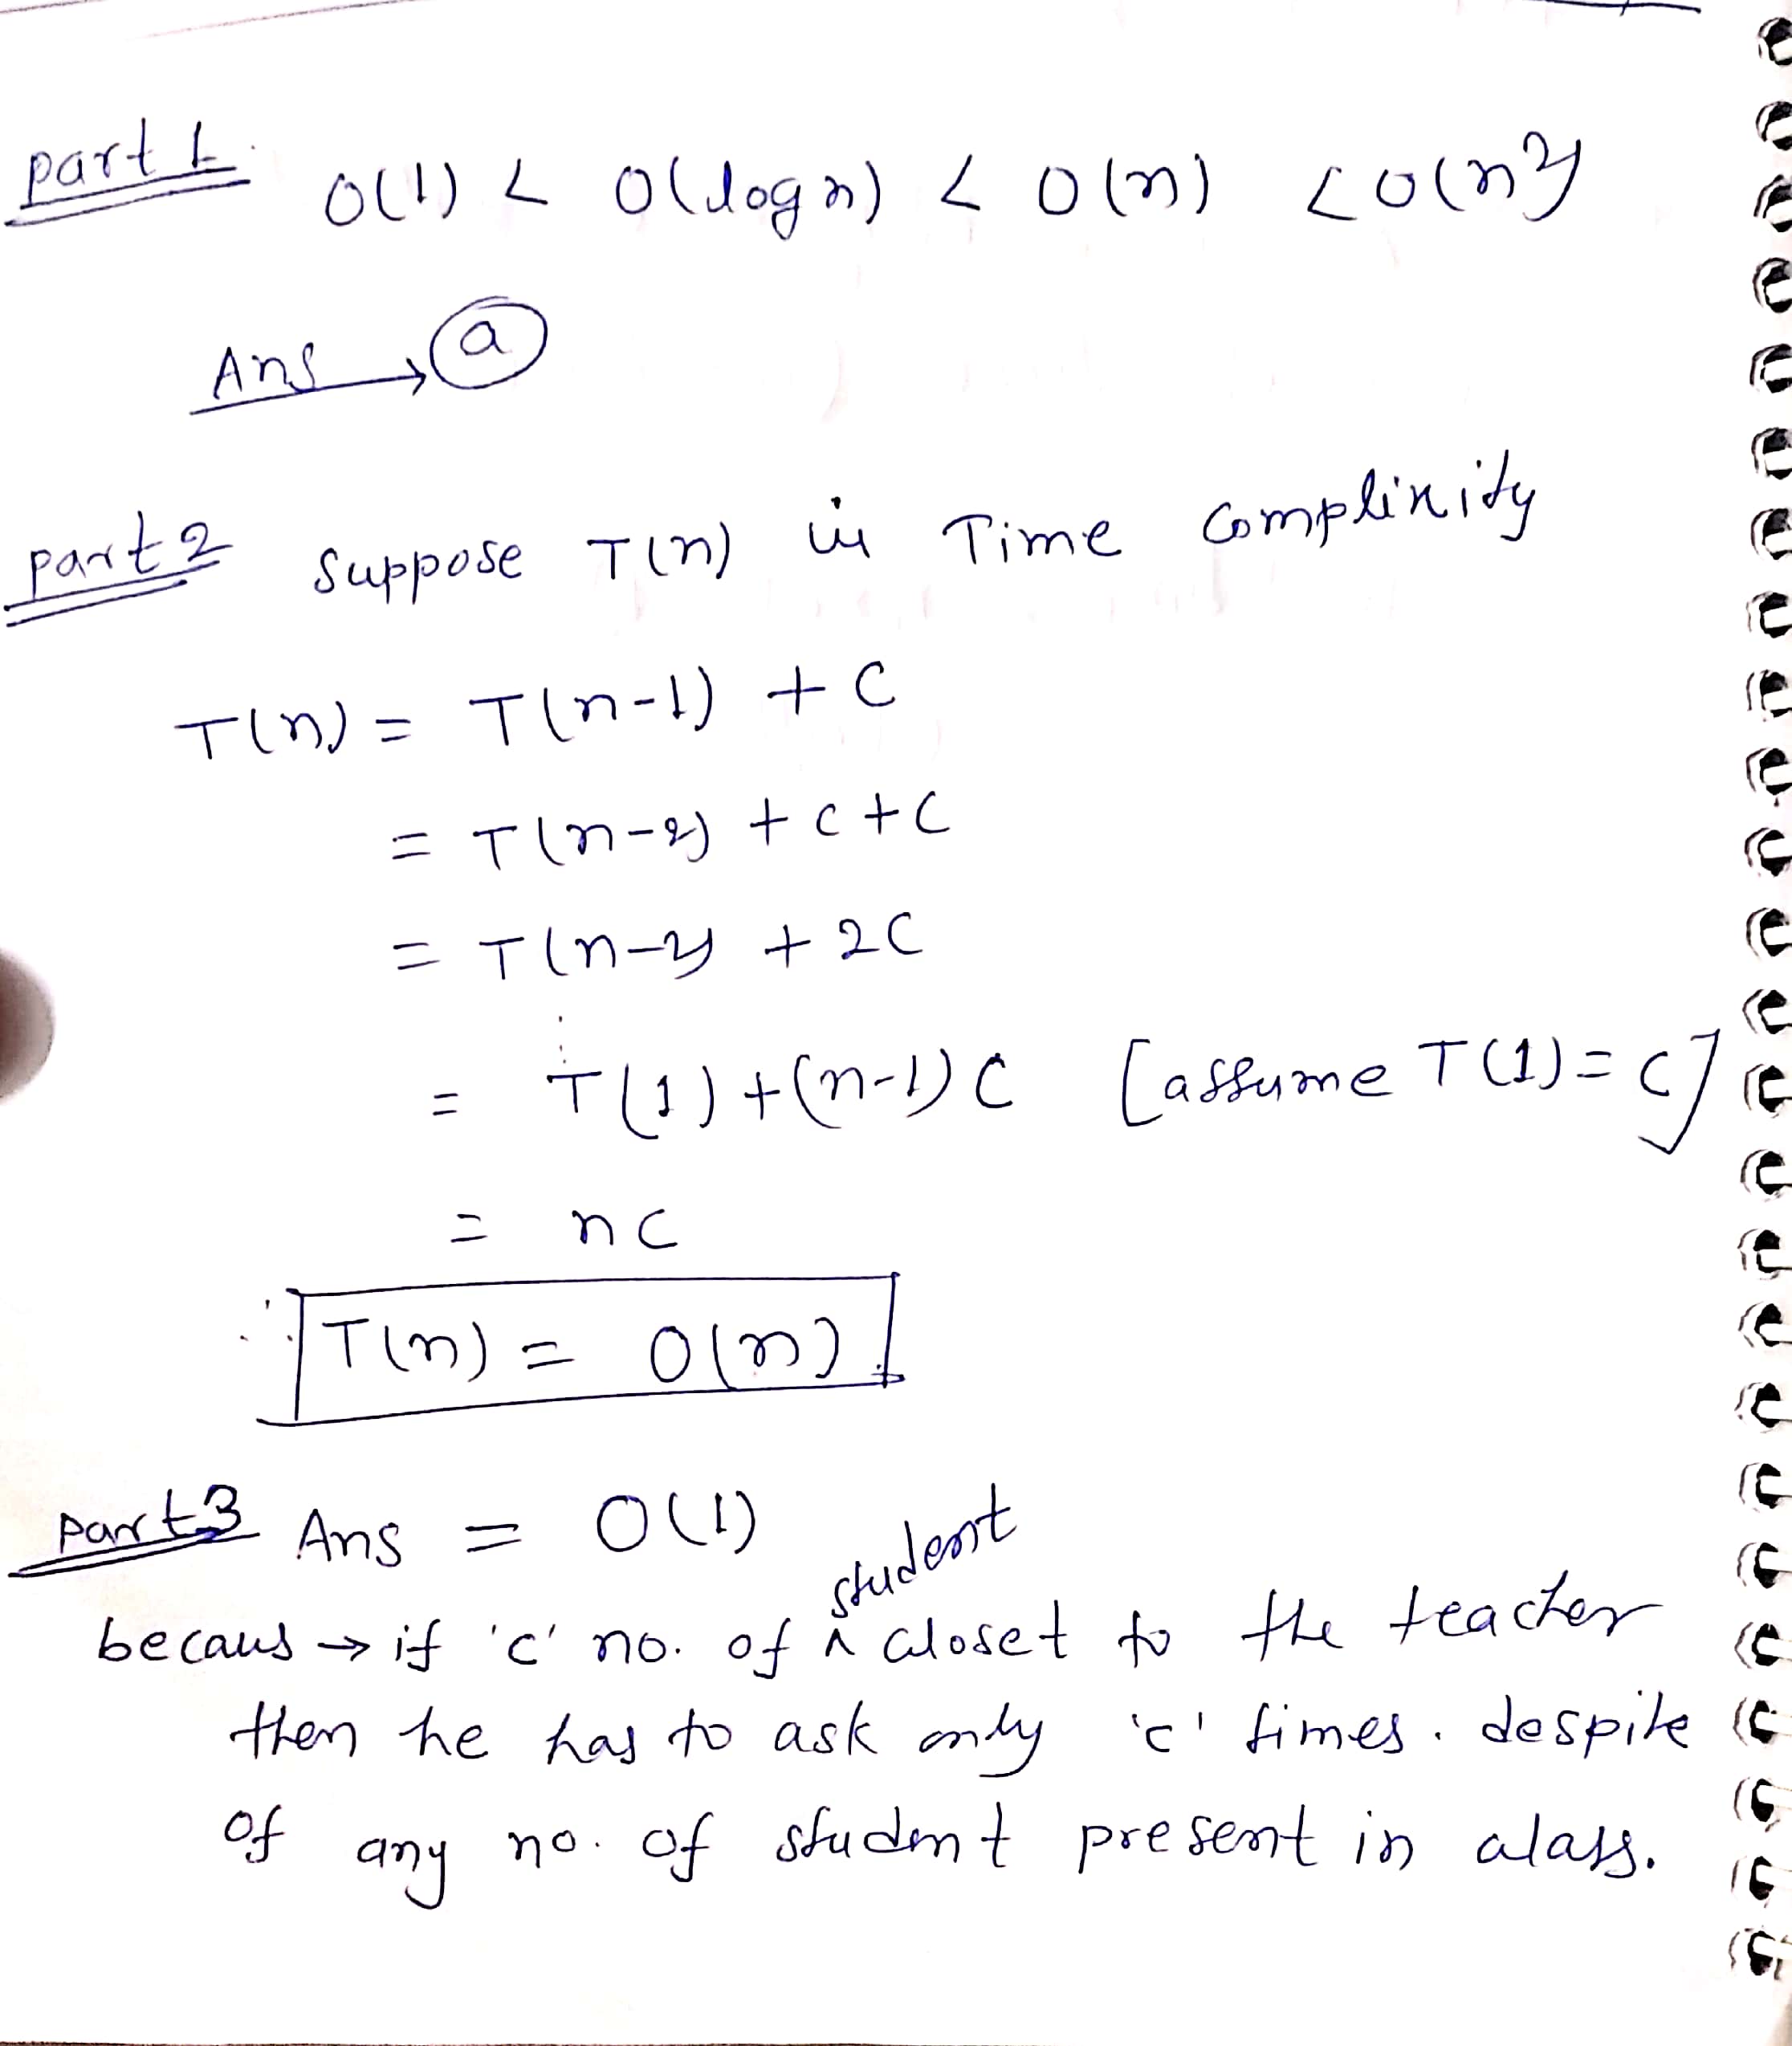 part 1. O(1) < O(log n) < O(n) < O(n²)
Ans → a
part 2 suppose T(n) is Time complixity
T(n) = T(n-1) + C
= T(n-2) + C + C
= T(n-2) + 2C
⋮
= T(1) + (n-1) C [assume T(1) = C]
= nC
∴ T(n) = O(n)
part 3 Ans = O(1)
student
becaus → if 'c' no. of ^ closet to the teacher
then he has to ask only 'c' times. despite
of any no. of student present in class.